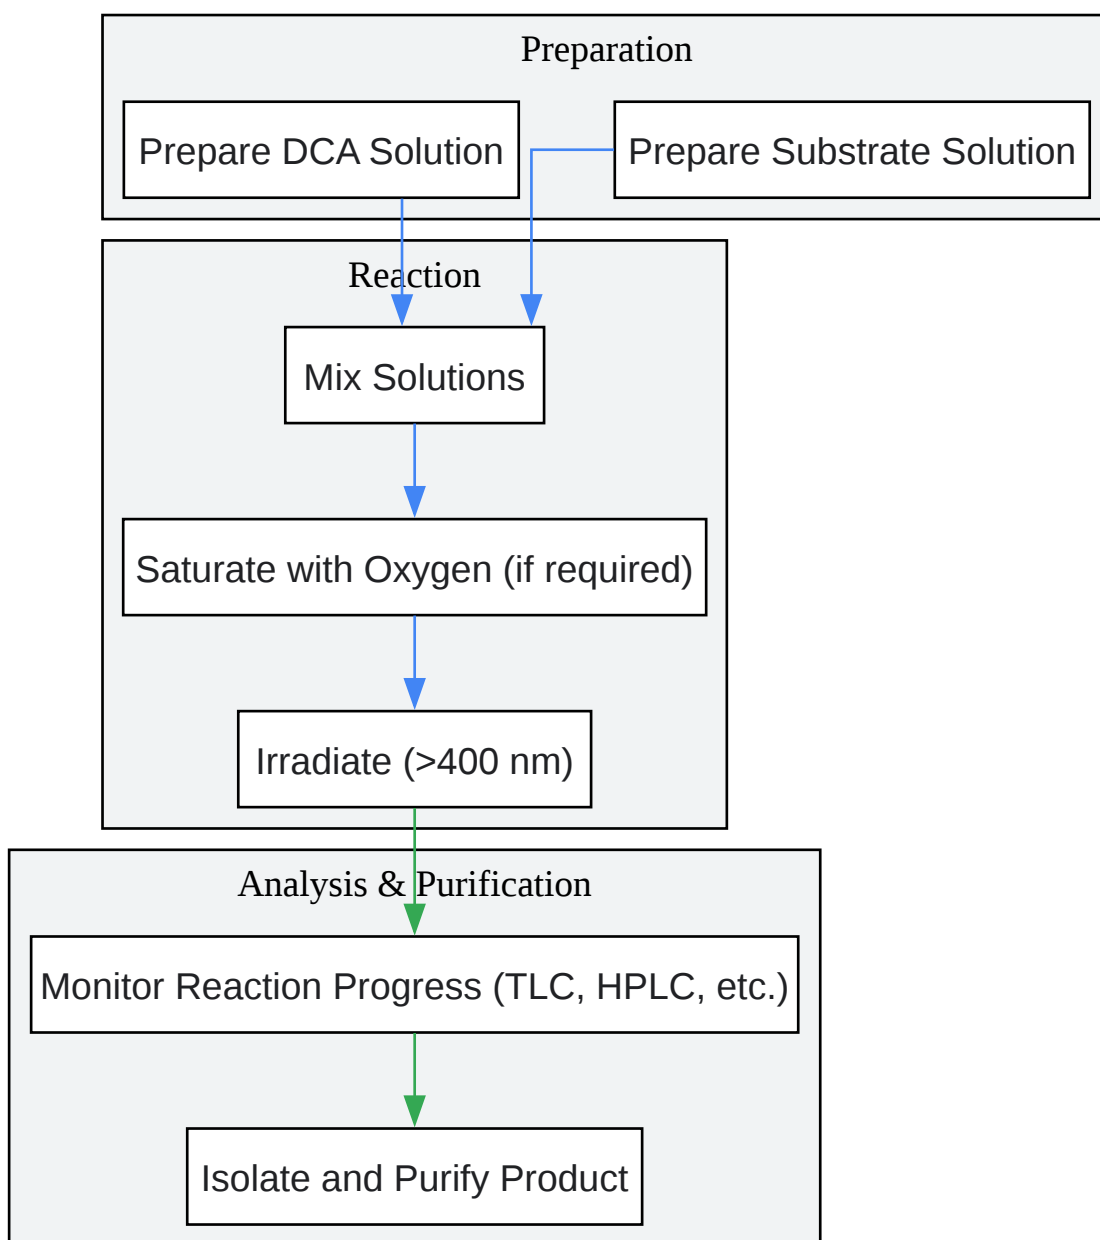 Preparation
Prepare DCA Solution
Prepare Substrate Solution
Reaction
Mix Solutions
Saturate with Oxygen (if required)
Irradiate (>400 nm)
Analysis & Purification
Monitor Reaction Progress (TLC, HPLC, etc.)
Isolate and Purify Product